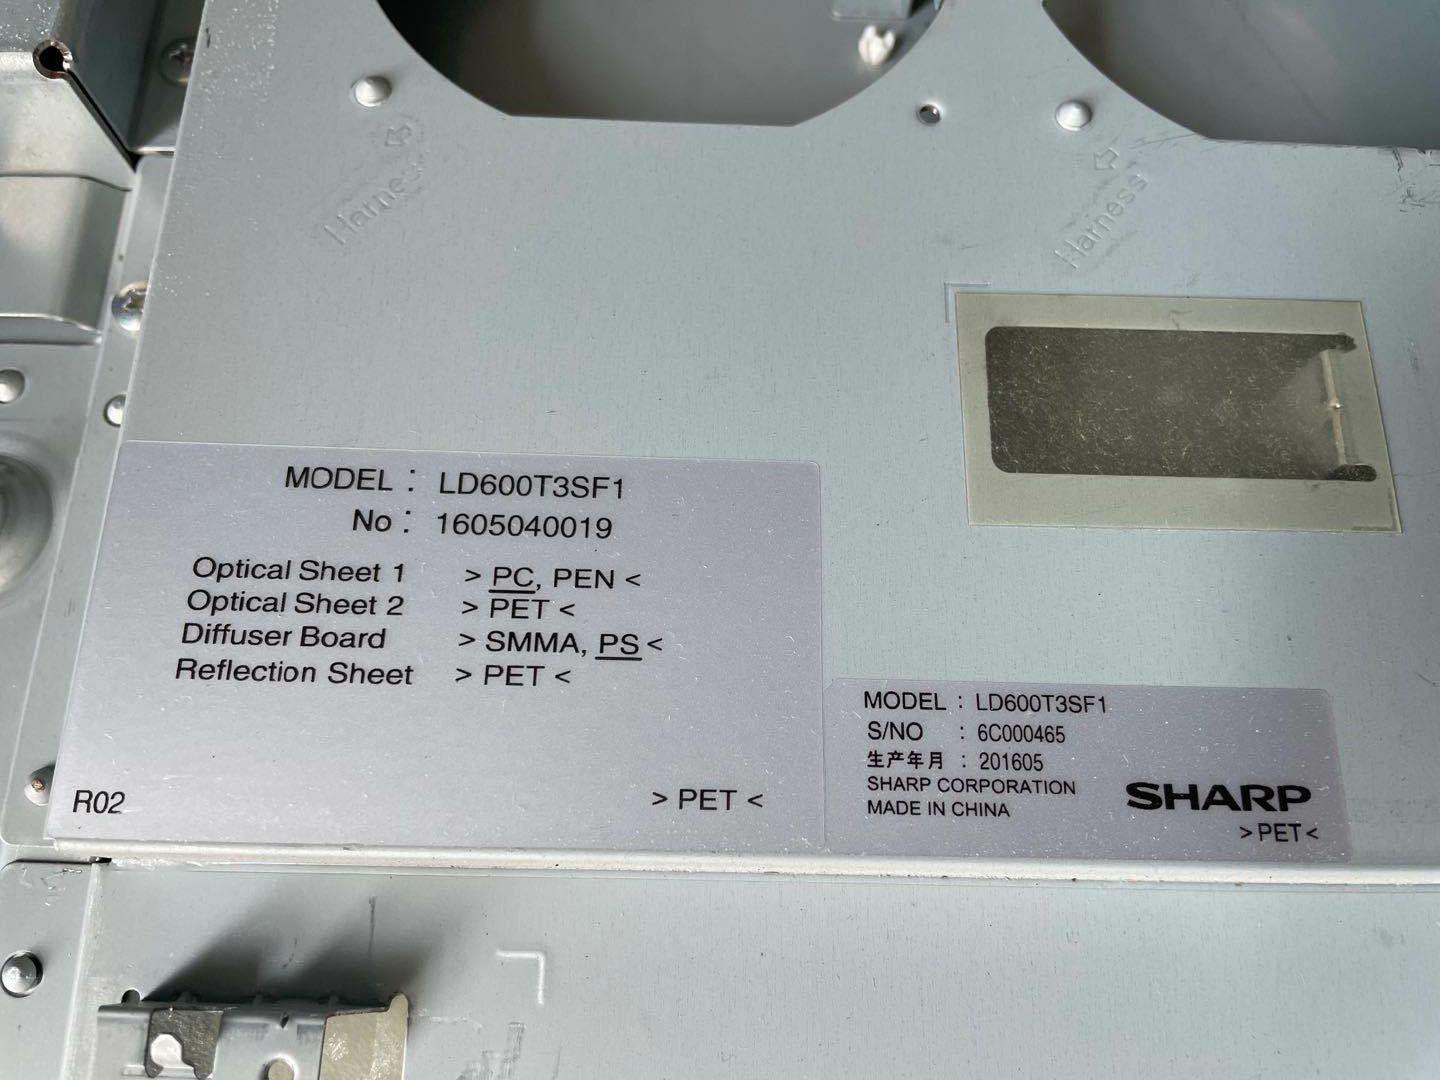 Harness
Harness
MODEL : LD600T3SF1
No : 1605040019
Optical Sheet 1 > PC, PEN <
Optical Sheet 2 > PET <
Diffuser Board > SMMA, PS <
Reflection Sheet > PET <
R02 > PET <
MODEL : LD600T3SF1
S/NO : 6C000465
生产年月 : 201605
SHARP CORPORATION
MADE IN CHINA
SHARP
>PET<